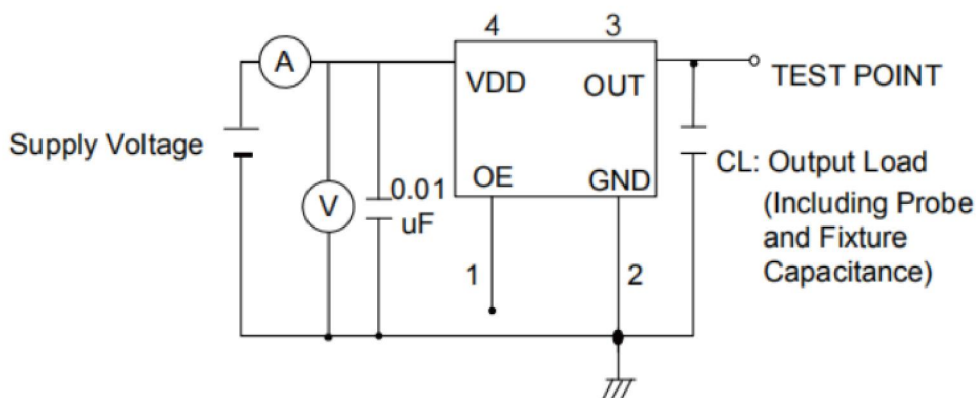 4
3
A
VDD
OUT
TEST POINT
Supply Voltage
CL: Output Load
(Including Probe
and Fixture
Capacitance)
OE
GND
0.01
uF
V
1
2